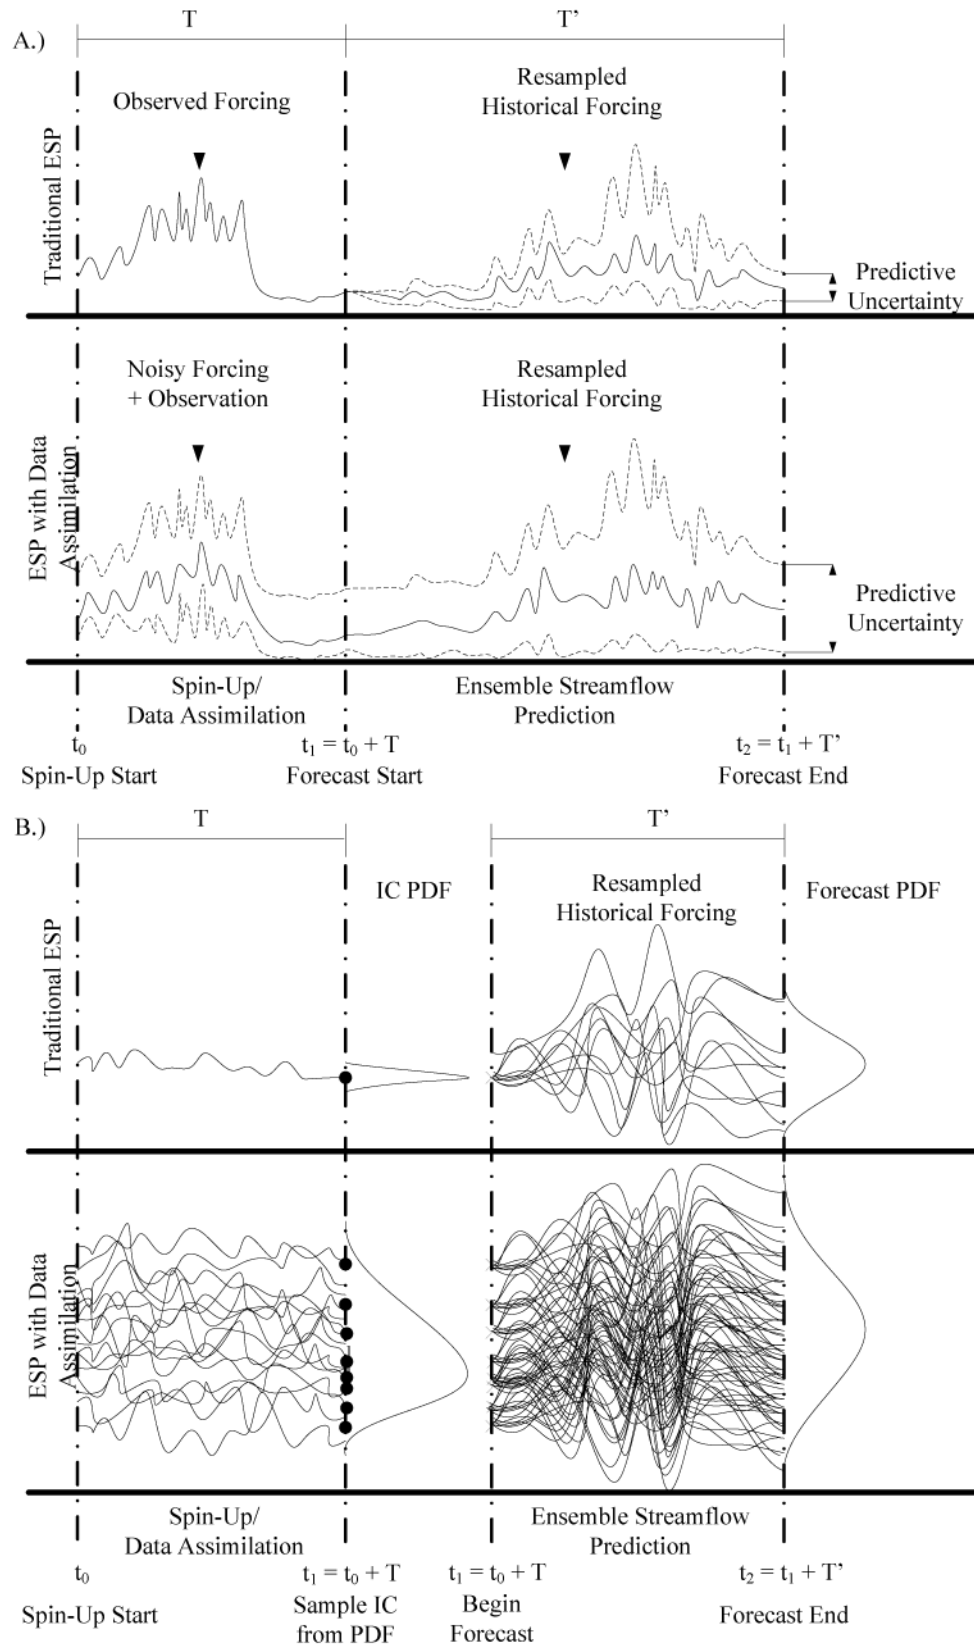 A.)
T
T’
Observed Forcing
Resampled
Historical Forcing
Traditional ESP
Predictive
Uncertainty
Noisy Forcing
+ Observation
Resampled
Historical Forcing
ESP with Data
Assimilation
Predictive
Uncertainty
Spin-Up/
Data Assimilation
Ensemble Streamflow
Prediction
t₀
Spin-Up Start
t₁ = t₀ + T
Forecast Start
t₂ = t₁ + T’
Forecast End
B.)
T
T’
IC PDF
Resampled
Historical Forcing
Forecast PDF
Traditional ESP
ESP with Data
Assimilation
Spin-Up/
Data Assimilation
Ensemble Streamflow
Prediction
t₀
Spin-Up Start
t₁ = t₀ + T
Sample IC
from PDF
t₁ = t₀ + T
Begin
Forecast
t₂ = t₁ + T’
Forecast End